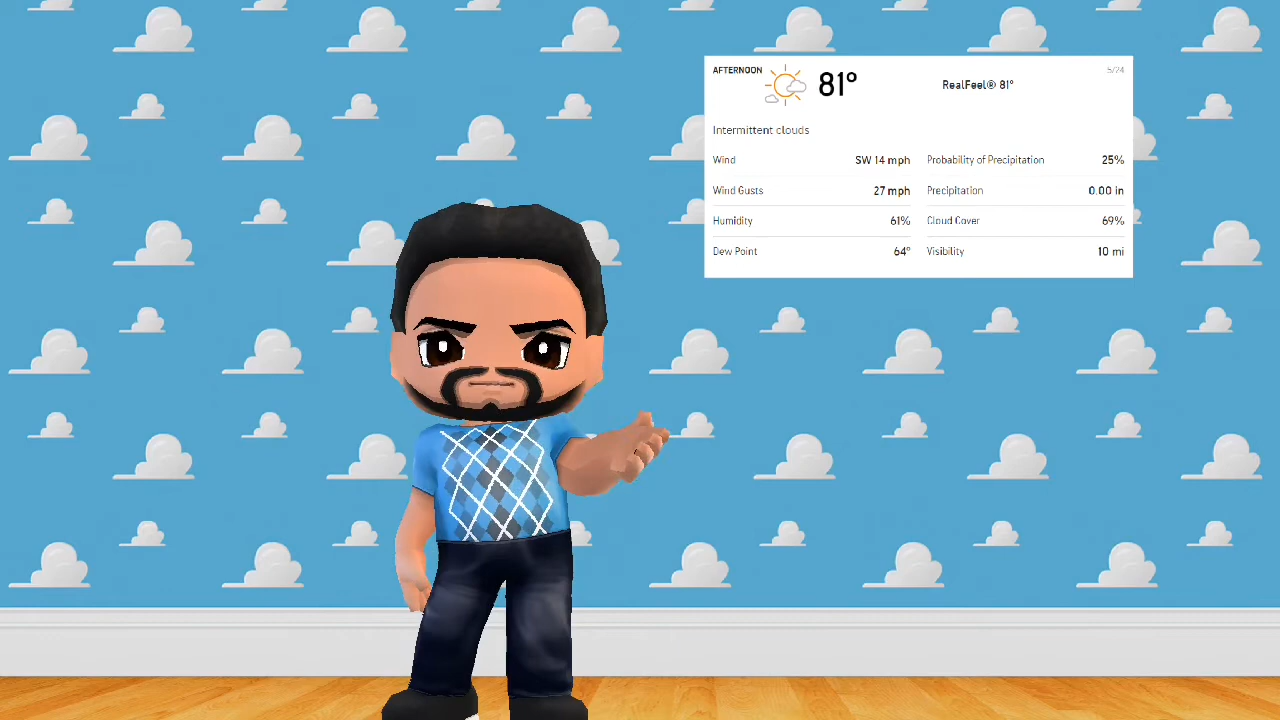 AFTERNOON 81° RealFeel® 81° 5/24
Intermittent clouds
Wind SW 14 mph Probability of Precipitation 25%
Wind Gusts 27 mph Precipitation 0.00 in
Humidity 61% Cloud Cover 69%
Dew Point 64° Visibility 10 mi